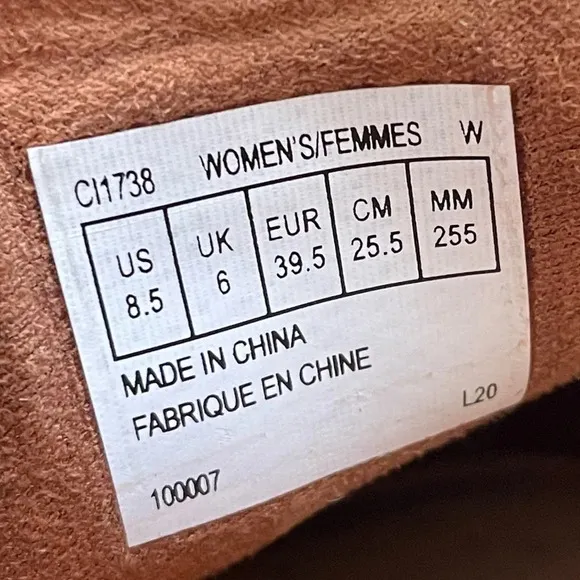 CI1738 WOMEN'S/FEMMES W
US UK EUR CM MM
8.5 6 39.5 25.5 255
MADE IN CHINA
FABRIQUE EN CHINE
L20
100007